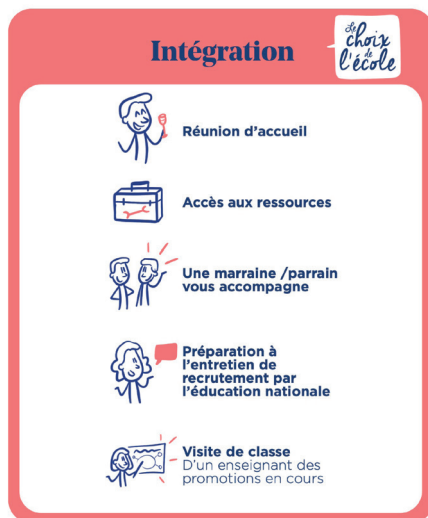 Intégration
Le
choix
de
l'école
Réunion d'accueil
Accès aux ressources
Une marraine /parrain
vous accompagne
Préparation à
l'entretien de
recrutement par
l'éducation nationale
Visite de classe
D'un enseignant des
promotions en cours